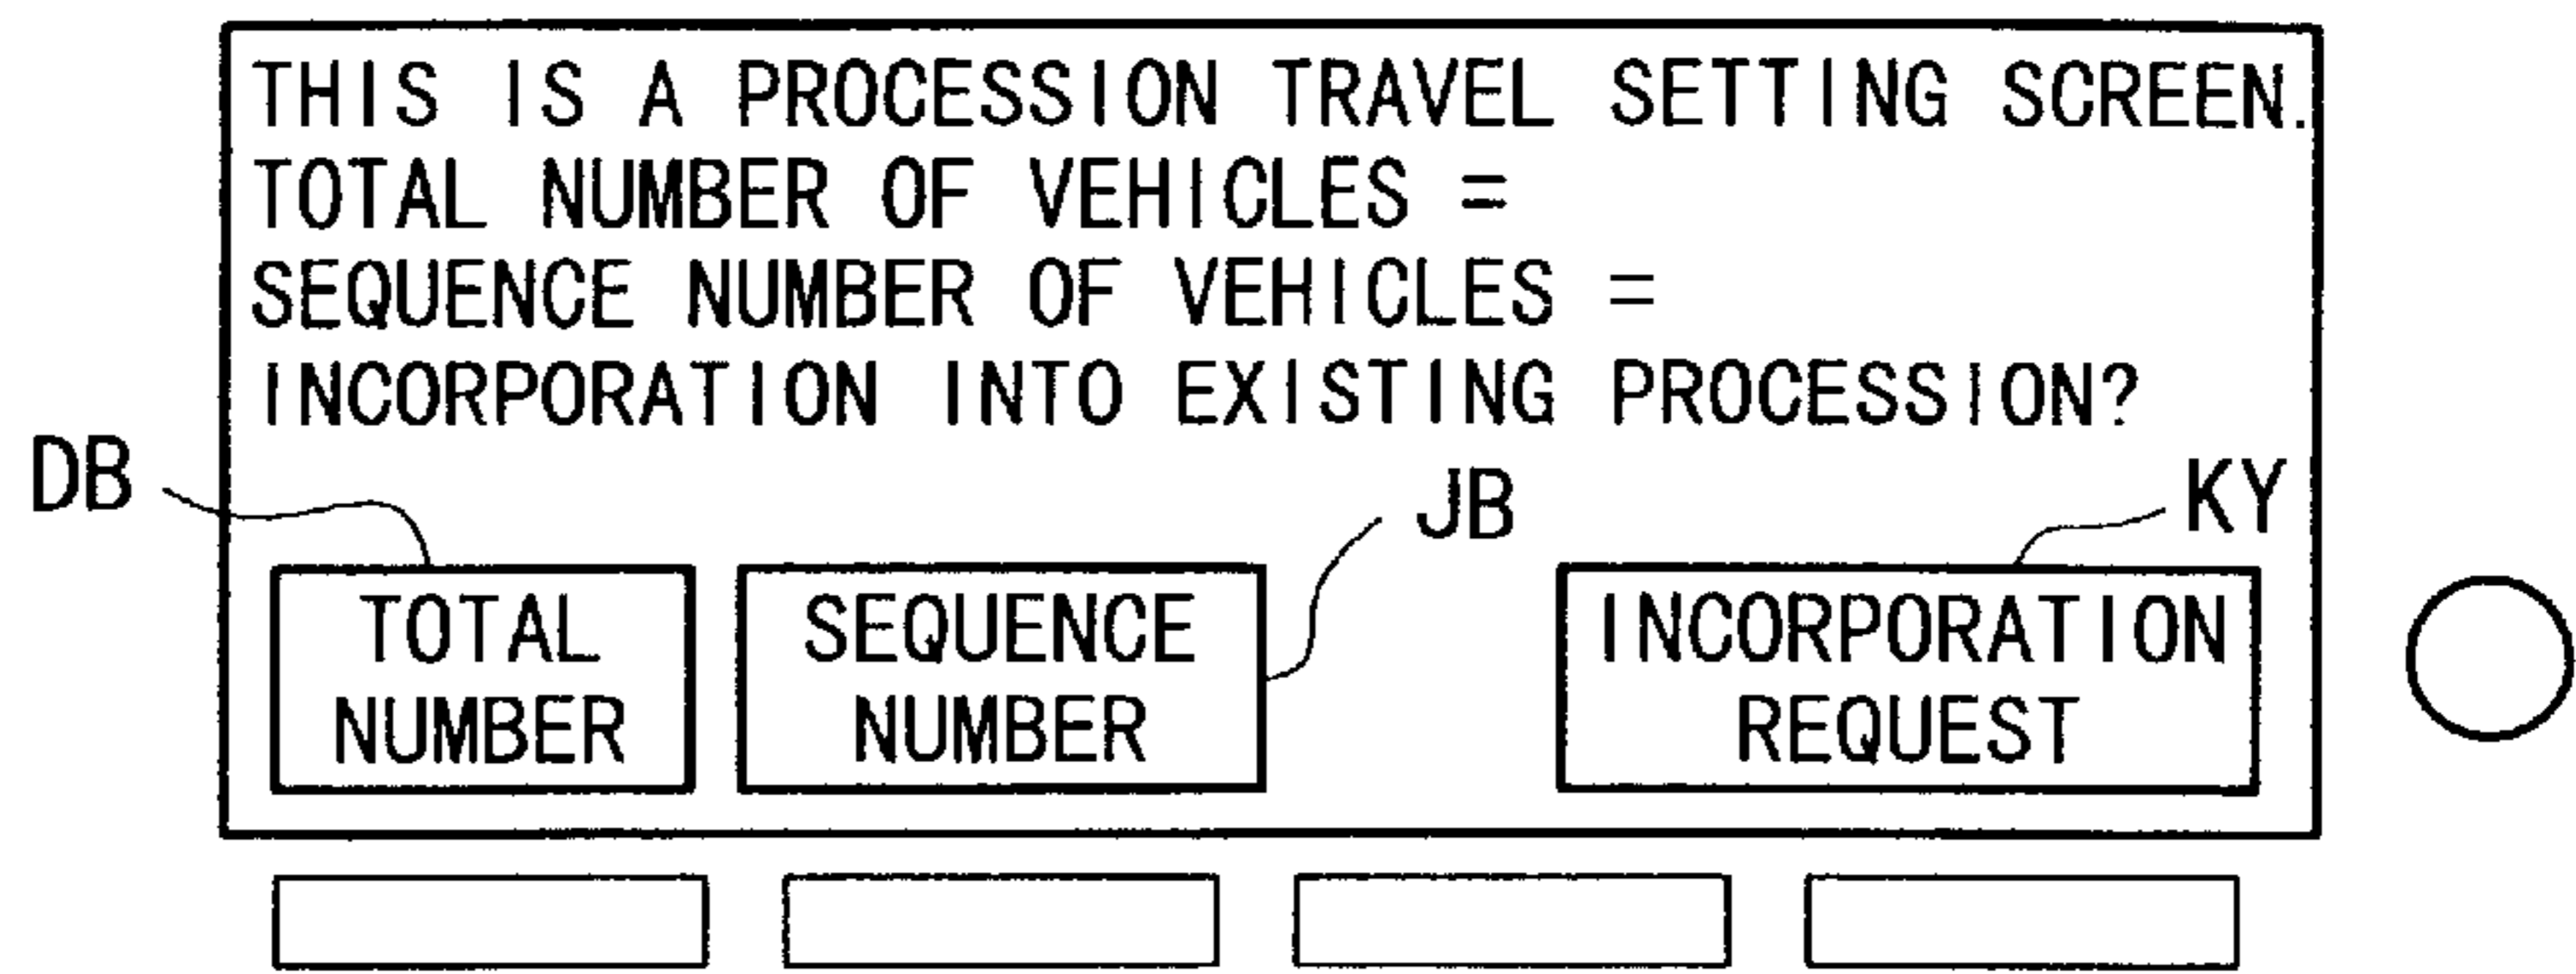 THIS IS A PROCESSION TRAVEL SETTING SCREEN.
TOTAL NUMBER OF VEHICLES =
SEQUENCE NUMBER OF VEHICLES =
INCORPORATION INTO EXISTING PROCESSION?
DB
JB
KY
TOTAL
NUMBER
SEQUENCE
NUMBER
INCORPORATION
REQUEST